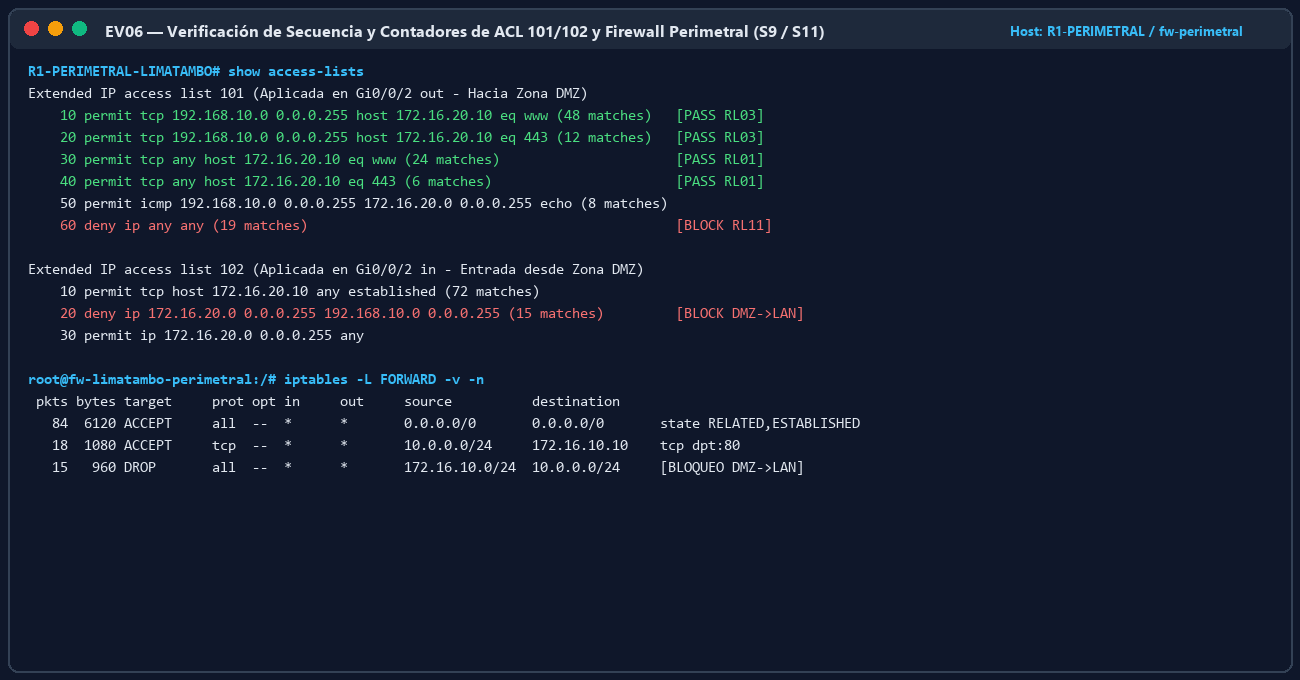 EV06 — Verificación de Secuencia y Contadores de ACL 101/102 y Firewall Perimetral (S9 / S11)
Host: R1-PERIMETRAL / fw-perimetral
R1-PERIMETRAL-LIMATAMBO# show access-lists
Extended IP access list 101 (Aplicada en Gi0/0/2 out - Hacia Zona DMZ)
    10 permit tcp 192.168.10.0 0.0.0.255 host 172.16.20.10 eq www (48 matches)   [PASS RL03]
    20 permit tcp 192.168.10.0 0.0.0.255 host 172.16.20.10 eq 443 (12 matches)   [PASS RL03]
    30 permit tcp any host 172.16.20.10 eq www (24 matches)                      [PASS RL01]
    40 permit tcp any host 172.16.20.10 eq 443 (6 matches)                       [PASS RL01]
    50 permit icmp 192.168.10.0 0.0.0.255 172.16.20.0 0.0.0.255 echo (8 matches)
    60 deny ip any any (19 matches)                                              [BLOCK RL11]
Extended IP access list 102 (Aplicada en Gi0/0/2 in - Entrada desde Zona DMZ)
    10 permit tcp host 172.16.20.10 any established (72 matches)
    20 deny ip 172.16.20.0 0.0.0.255 192.168.10.0 0.0.0.255 (15 matches)         [BLOCK DMZ->LAN]
    30 permit ip 172.16.20.0 0.0.0.255 any
root@fw-limatambo-perimetral:/# iptables -L FORWARD -v -n
 pkts bytes target     prot opt in     out     source          destination
   84  6120 ACCEPT     all  --  *      *       0.0.0.0/0       0.0.0.0/0       state RELATED,ESTABLISHED
   18  1080 ACCEPT     tcp  --  *      *       10.0.0.0/24     172.16.10.10    tcp dpt:80
   15   960 DROP       all  --  *      *       172.16.10.0/24  10.0.0.0/24     [BLOQUEO DMZ->LAN]